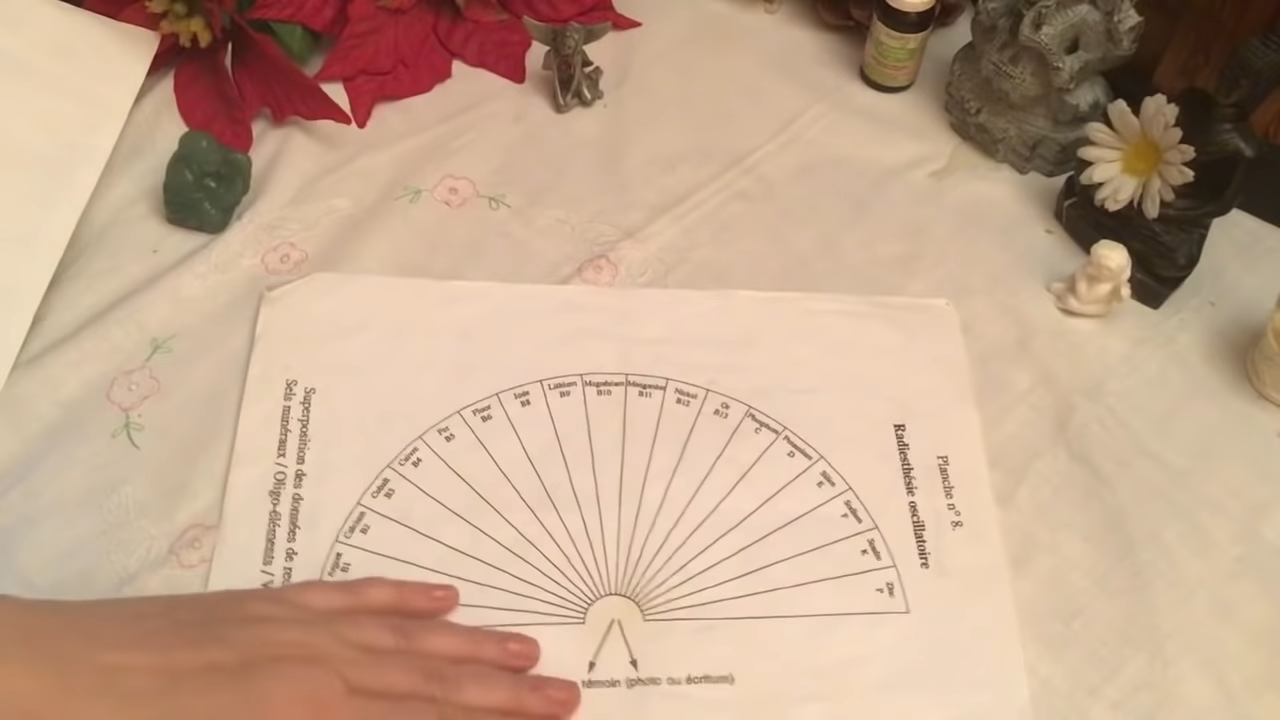 Planche n° 8.
Radiesthésie oscillatoire
Superposition des données de
Sels minéraux / Oligo-éléments /
B1
Calcium
B2
Cobalt
B3
Cuivre
B4
Fer
B5
Fluor
B6
Iode
B8
Lithium
B9
Magnésium
B10
Manganèse
B11
Nickel
B12
Or
B13
Phosphore
C
Potassium
D
E
Sodium
F
Soufre
K
Zinc
P
témoin (photo ou écriture)